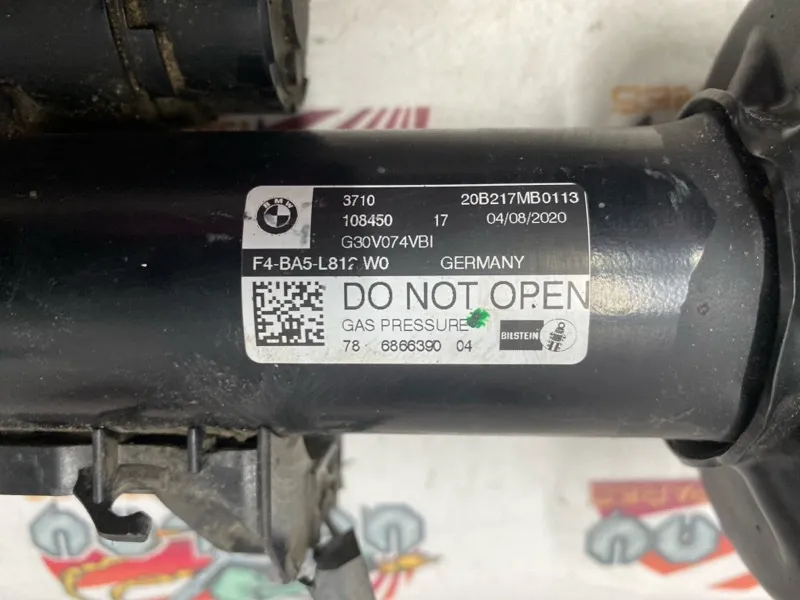 BMW
3710 20B217MB0113
108450 17 04/08/2020
G30V074VBI
F4-BA5-L812 W0 GERMANY
DO NOT OPEN
GAS PRESSURE
78 6866390 04 BILSTEIN